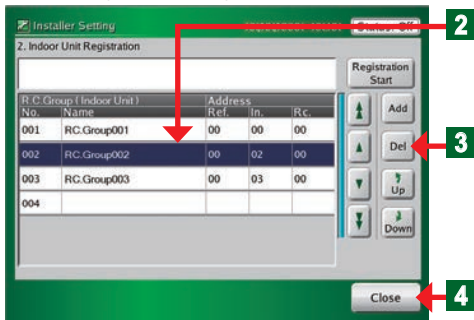 Installer Setting
2
2. Indoor Unit Registration
Registration
Start
R.C.Group ( Indoor Unit )
Address
No.
Name
Ref.
In.
Rc.
Add
001
RC.Group001
00
00
00
002
RC.Group002
00
02
00
Del
3
003
RC.Group003
00
03
00
Up
004
Down
Close
4